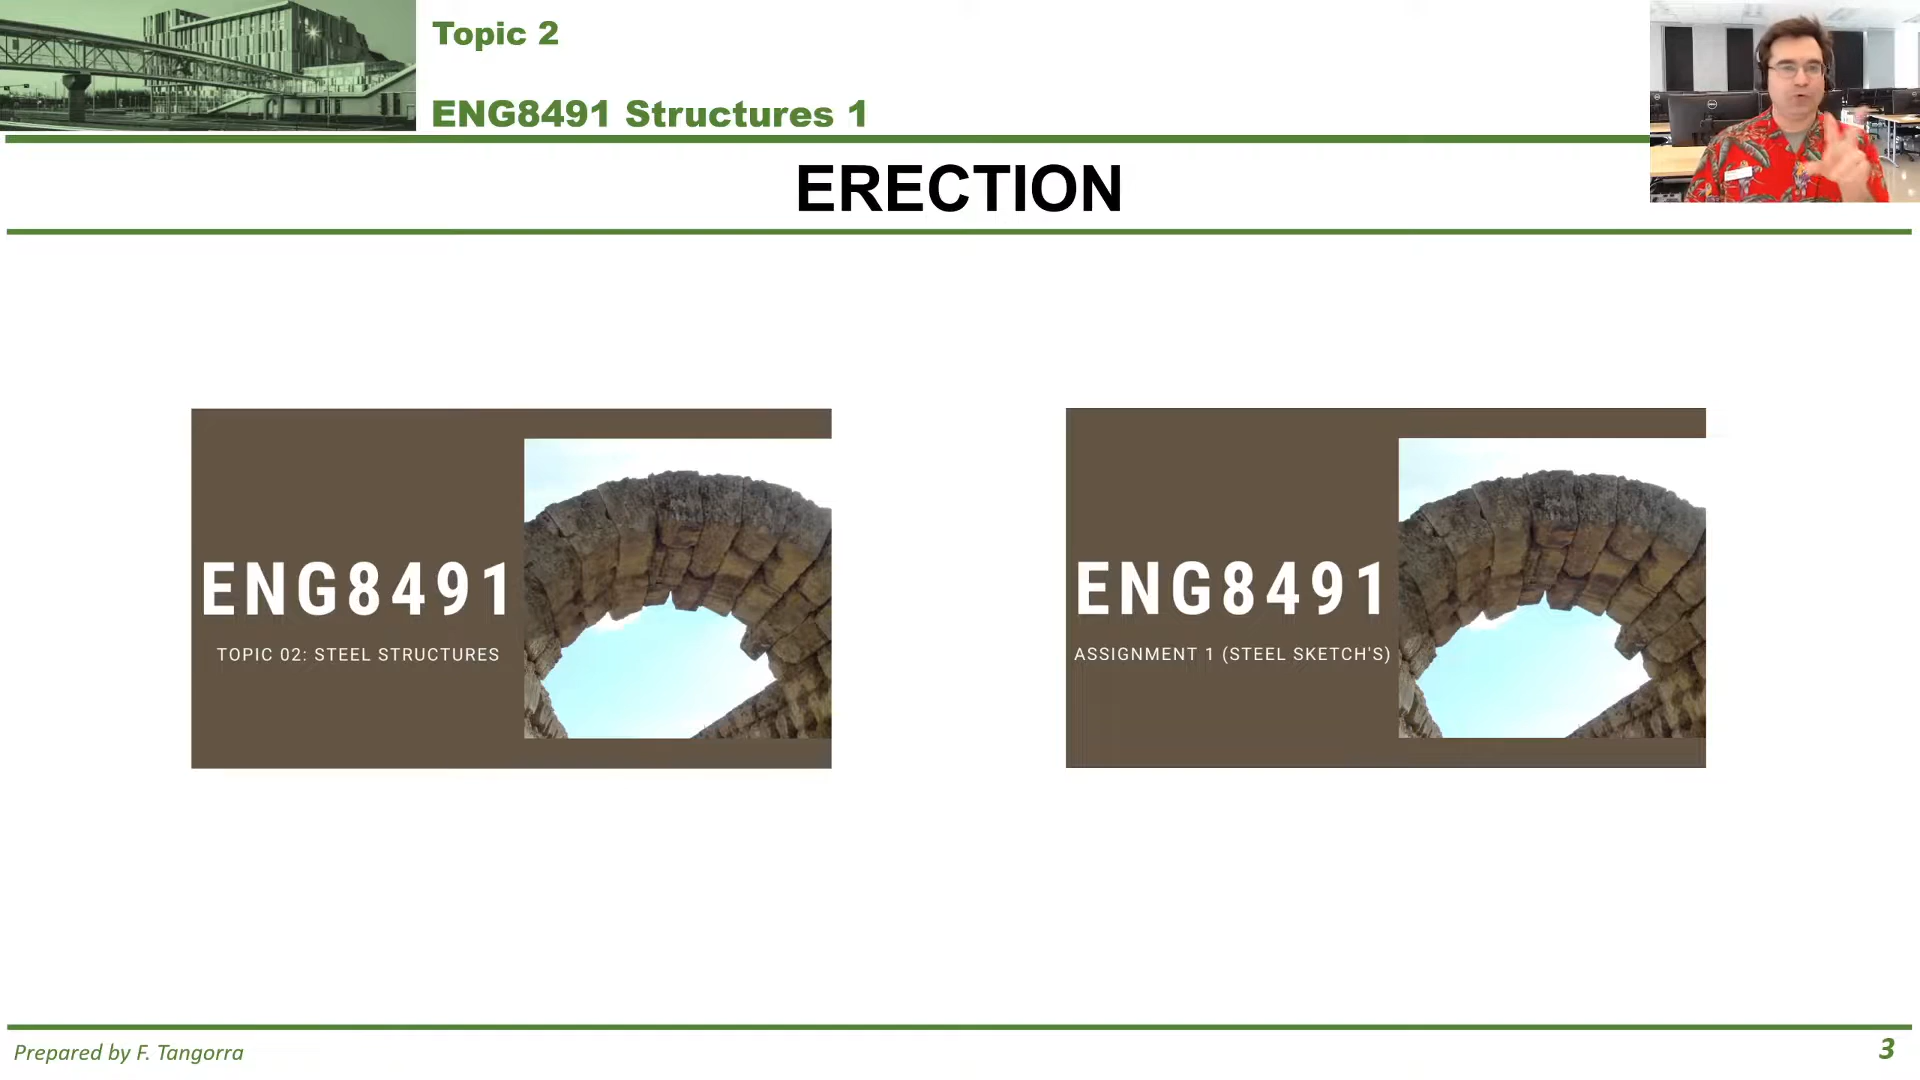 Topic 2
ENG8491 Structures 1
ERECTION
ENG8491
TOPIC 02: STEEL STRUCTURES
ENG8491
ASSIGNMENT 1 (STEEL SKETCH'S)
Prepared by F. Tangorra
3